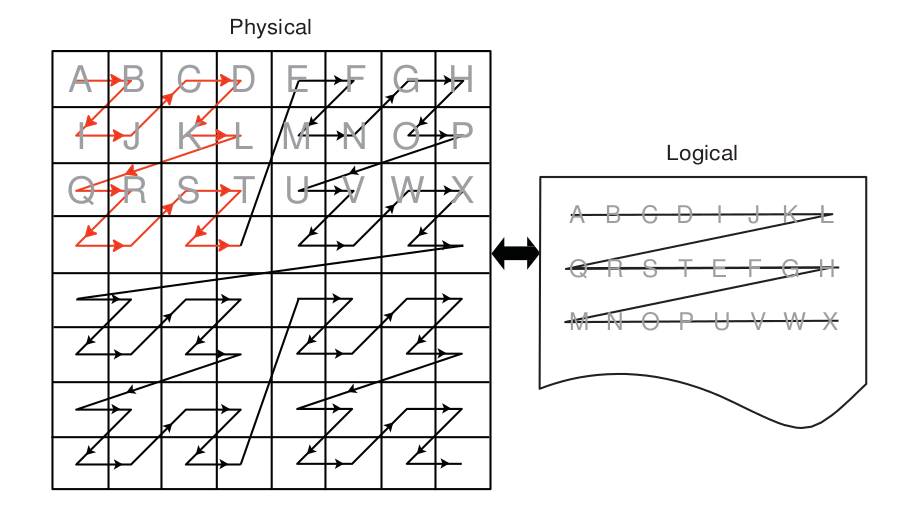 Physical
A B C D E F G H
I J K L M N O P
Q R S T U V W X
Logical
A B C D I J K L
Q R S T E F G H
M N O P U V W X